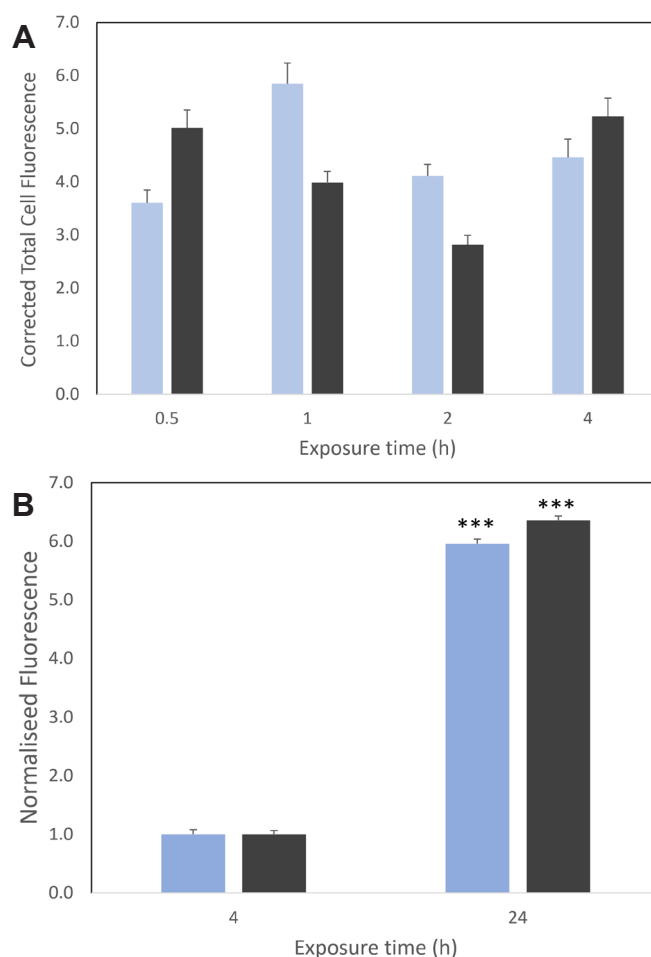 A
Corrected Total Cell Fluorescence
7.0
6.0
5.0
4.0
3.0
2.0
1.0
0.0
0.5 1 2 4
Exposure time (h)
B
Normaliseed Fluorescence
7.0
6.0
5.0
4.0
3.0
2.0
1.0
0.0
*** ***
4 24
Exposure time (h)